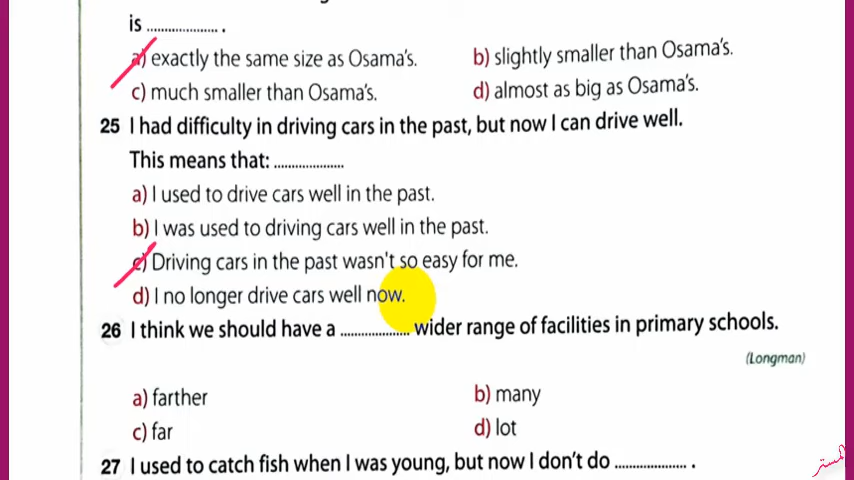 is .................... .
a) exactly the same size as Osama's.
b) slightly smaller than Osama's.
c) much smaller than Osama's.
d) almost as big as Osama's.
25 I had difficulty in driving cars in the past, but now I can drive well.
This means that: ....................
a) I used to drive cars well in the past.
b) I was used to driving cars well in the past.
c) Driving cars in the past wasn't so easy for me.
d) I no longer drive cars well now.
26 I think we should have a .................... wider range of facilities in primary schools.
(Longman)
a) farther
b) many
c) far
d) lot
27 I used to catch fish when I was young, but now I don't do .................... .